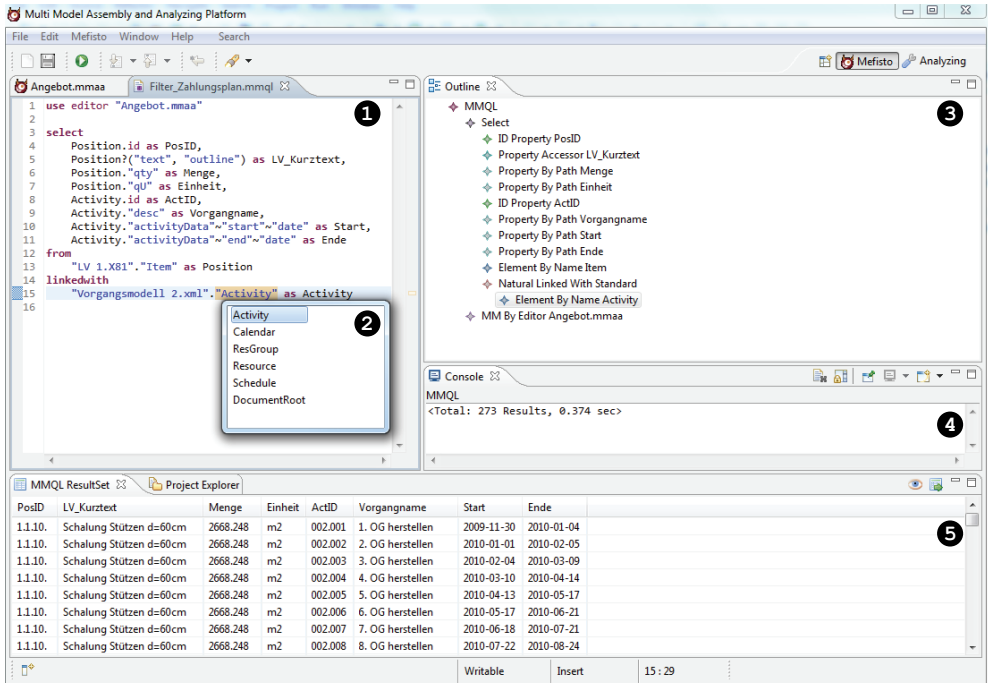 Multi Model Assembly and Analyzing Platform
File Edit Mefisto Window Help Search
Mefisto Analyzing
Angebot.mmaa Filter_Zahlungsplan.mmql
1 use editor "Angebot.mmaa"
2
3 select
4 Position.id as PosID,
5 Position?("text", "outline") as LV_Kurztext,
6 Position."qty" as Menge,
7 Position."qU" as Einheit,
8 Activity.id as ActID,
9 Activity."desc" as Vorgangname,
10 Activity."activityData"~"start"~"date" as Start,
11 Activity."activityData"~"end"~"date" as Ende
12 from
13 "LV 1.X81"."Item" as Position
14 linkedwith
15 "Vorgangsmodell 2.xml"."Activity" as Activity
16
1
Activity
Calendar
ResGroup
Resource
Schedule
DocumentRoot
2
Outline
MMQL
Select
ID Property PosID
Property Accessor LV_Kurztext
Property By Path Menge
Property By Path Einheit
ID Property ActID
Property By Path Vorgangname
Property By Path Start
Property By Path Ende
Element By Name Item
Natural Linked With Standard
Element By Name Activity
MM By Editor Angebot.mmaa
3
Console
MMQL
<Total: 273 Results, 0.374 sec>
4
MMQL ResultSet Project Explorer
PosID LV_Kurztext Menge Einheit ActID Vorgangname Start Ende
1.1.10. Schalung Stützen d=60cm 2668.248 m2 002.001 1. OG herstellen 2009-11-30 2010-01-04
1.1.10. Schalung Stützen d=60cm 2668.248 m2 002.002 2. OG herstellen 2010-01-01 2010-02-05
1.1.10. Schalung Stützen d=60cm 2668.248 m2 002.003 3. OG herstellen 2010-02-04 2010-03-09
1.1.10. Schalung Stützen d=60cm 2668.248 m2 002.004 4. OG herstellen 2010-03-10 2010-04-14
1.1.10. Schalung Stützen d=60cm 2668.248 m2 002.005 5. OG herstellen 2010-04-13 2010-05-17
1.1.10. Schalung Stützen d=60cm 2668.248 m2 002.006 6. OG herstellen 2010-05-17 2010-06-21
1.1.10. Schalung Stützen d=60cm 2668.248 m2 002.007 7. OG herstellen 2010-06-18 2010-07-21
1.1.10. Schalung Stützen d=60cm 2668.248 m2 002.008 8. OG herstellen 2010-07-22 2010-08-24
5
Writable Insert 15 : 29